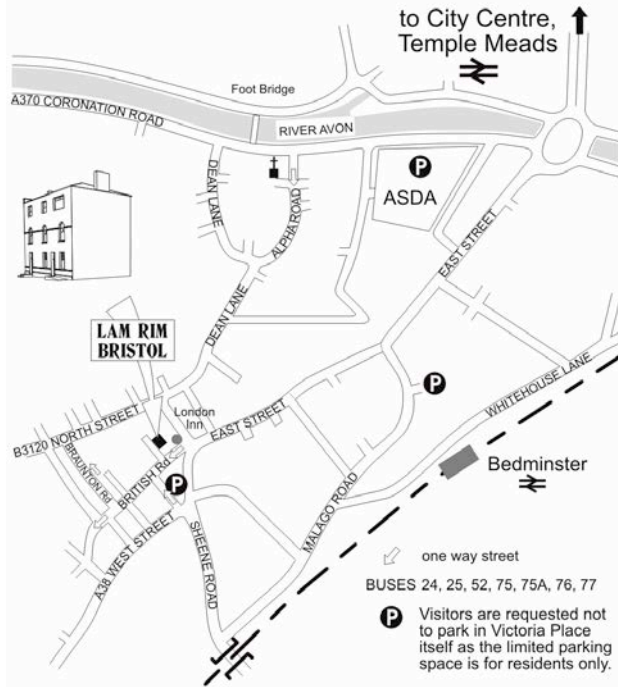 to City Centre,
Temple Meads
Foot Bridge
A370 CORONATION ROAD
RIVER AVON
P
ASDA
DEAN LANE
ALPHA ROAD
EAST STREET
DEAN LANE
LAM RIM
BRISTOL
P
WHITEHOUSE LANE
London
Inn
EAST STREET
B3120 NORTH STREET
BRAUNTON Rd
BRITISH Rd
P
Bedminster
MALAGO ROAD
A38 WEST STREET
SHEENE ROAD
one way street
BUSES 24, 25, 52, 75, 75A, 76, 77
P
Visitors are requested not
to park in Victoria Place
itself as the limited parking
space is for residents only.